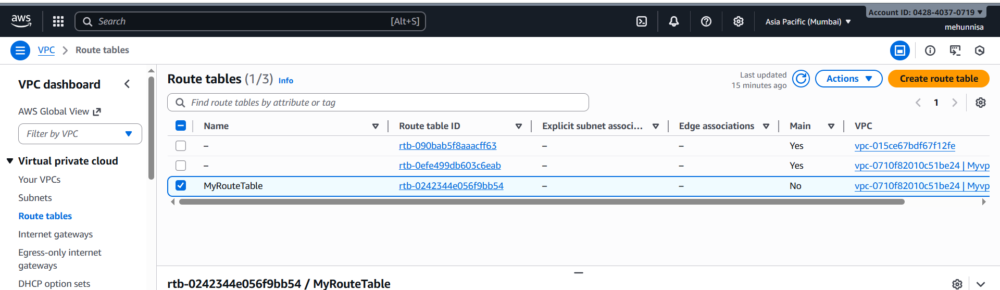 aws
Search [Alt+S]
Asia Pacific (Mumbai)
Account ID: 0428-4037-0719
mehunnisa
VPC
Route tables
VPC dashboard
AWS Global View
Filter by VPC
Virtual private cloud
Your VPCs
Subnets
Route tables
Internet gateways
Egress-only internet
gateways
DHCP option sets
Route tables (1/3) Info
Last updated
15 minutes ago
Actions
Create route table
Find route tables by attribute or tag
1
Name Route table ID Explicit subnet associ... Edge associations Main VPC
– rtb-090bab5f8aaacff63 – – Yes vpc-015ce67bdf67f12fe
– rtb-0efe499db603c6eab – – Yes vpc-0710f82010c51be24 | Myvp
MyRouteTable rtb-0242344e056f9bb54 – – No vpc-0710f82010c51be24 | Myvp
rtb-0242344e056f9bb54 / MyRouteTable